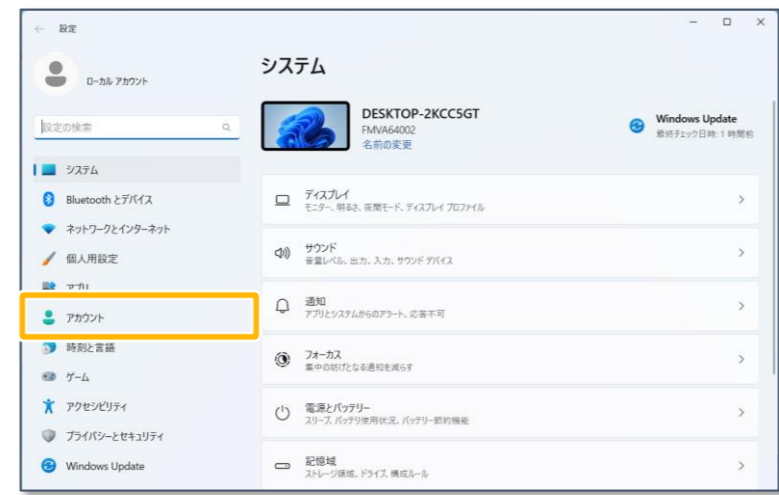 設定
ローカル アカウント
設定の検索
システム
Bluetooth とデバイス
ネットワークとインターネット
個人用設定
アプリ
アカウント
時刻と言語
ゲーム
アクセシビリティ
プライバシーとセキュリティ
Windows Update
システム
DESKTOP-2KCC5GT
FMVA64002
名前の変更
Windows Update
最終チェック日時: 1 時間前
ディスプレイ
モニター、明るさ、夜間モード、ディスプレイ プロファイル
サウンド
音量レベル、出力、入力、サウンド デバイス
通知
アプリとシステムからのアラート、応答不可
フォーカス
集中の妨げとなる通知を減らす
電源とバッテリー
スリープ、バッテリ使用状況、バッテリー節約機能
記憶域
ストレージ領域、ドライブ、構成ルール